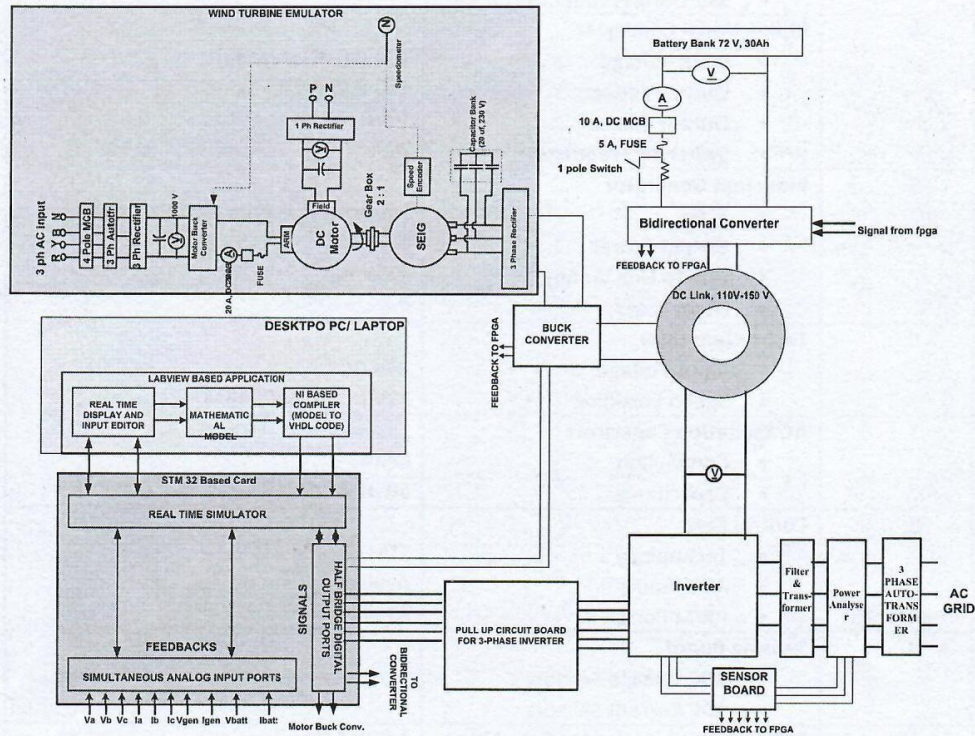 WIND TURBINE EMULATOR
N
Speedometer
P N
1 Ph Rectifier
V
Capacitor Bank
(20 uf, 230 V)
3 ph AC input
N
B
Y
R
4 Pole MCB
3 Ph Autotfr
3 Ph Rectifier
V
1000 V
Motor Buck
Converter
A
FUSE
ARM
Field
DC
Motor
Gear Box
2 : 1
SEIG
Speed
Encoder
3 Phase Rectifier
Battery Bank 72 V, 30Ah
V
A
10 A, DC MCB
5 A, FUSE
1 pole Switch
Bidirectional Converter
Signal from fpga
FEEDBACK TO FPGA
DC Link, 110V-150 V
BUCK
CONVERTER
FEEDBACK TO FPGA
V
DESKTPO PC/ LAPTOP
LABVIEW BASED APPLICATION
REAL TIME
DISPLAY AND
INPUT EDITOR
MATHEMATIC
AL
MODEL
NI BASED
COMPILER
(MODEL TO
VHDL CODE)
STM 32 Based Card
REAL TIME SIMULATOR
SIGNALS
HALF BRIDGE DIGITAL
OUTPUT PORTS
FEEDBACKS
SIMULTANEOUS ANALOG INPUT PORTS
Va Vb Vc Ia Ib Ic Vgen Igen Vbatt Ibat:
Motor Buck Conv.
TO
BIDIRECTIONAL
CONVERTER
PULL UP CIRCUIT BOARD
FOR 3-PHASE INVERTER
Inverter
Filter
&
Trans-
former
Power
Analyse
r
3
PHASE
AUTO-
TRANS
FORM
ER
AC
GRID
SENSOR
BOARD
FEEDBACK TO FPGA